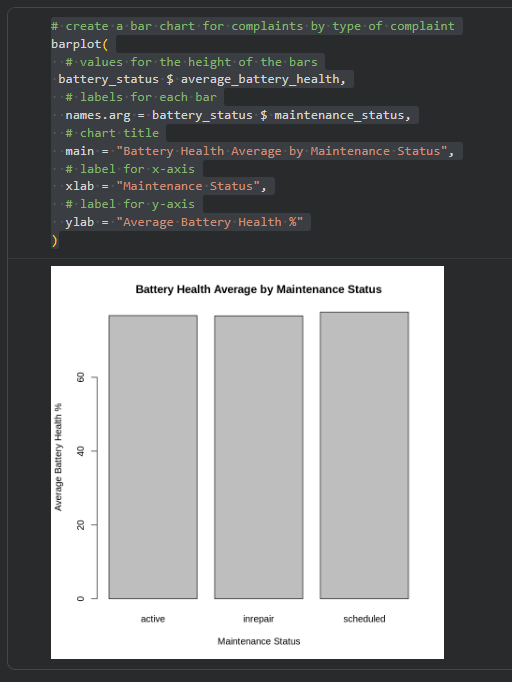 # create a bar chart for complaints by type of complaint
barplot(
# values for the height of the bars
battery_status $ average_battery_health,
# labels for each bar
names.arg = battery_status $ maintenance_status,
# chart title
main = "Battery Health Average by Maintenance Status",
# label for x-axis
xlab = "Maintenance Status",
# label for y-axis
ylab = "Average Battery Health %"
)
Battery Health Average by Maintenance Status
Average Battery Health %
60
40
20
0
active inrepair scheduled
Maintenance Status